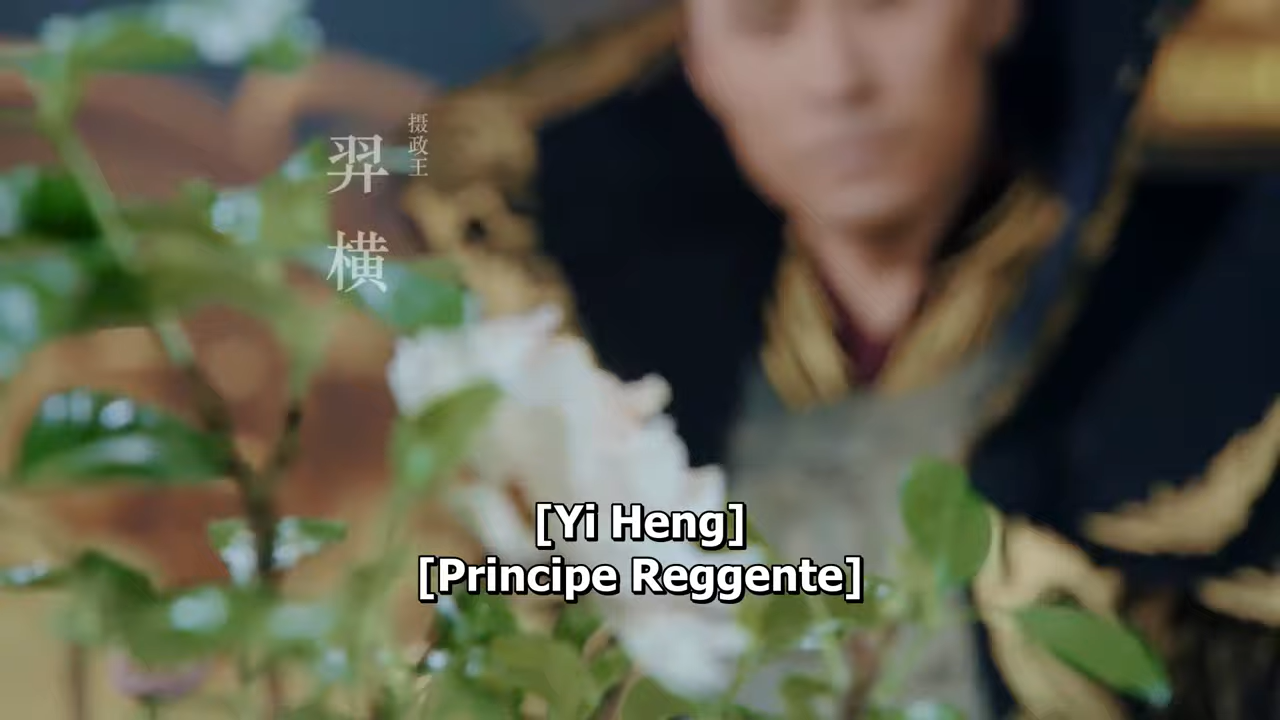 摄政王
羿横
[Yi Heng]
[Principe Reggente]